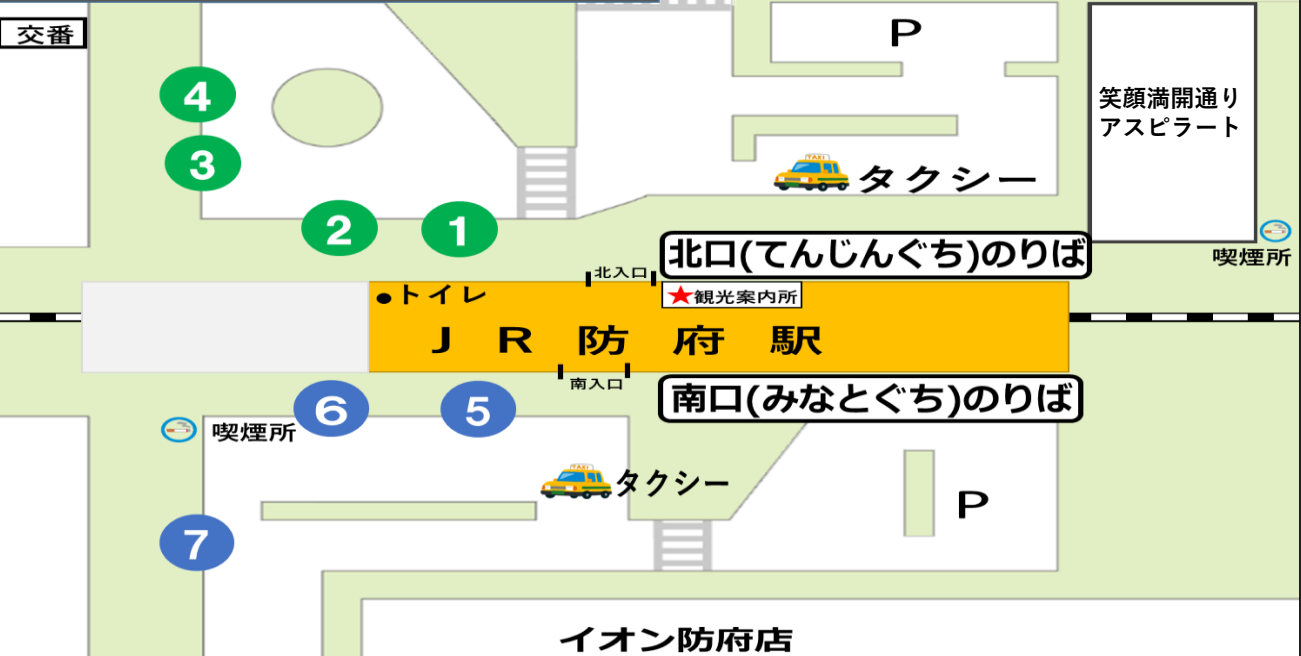 交番
P
笑顔満開通り
アスピラート
4
3
TAXI
タクシー
2
1
北口(てんじんぐち)のりば
喫煙所
北入口
●トイレ
★観光案内所
JR防府駅
南入口
南口(みなとぐち)のりば
6
5
喫煙所
TAXI
タクシー
P
7
イオン防府店